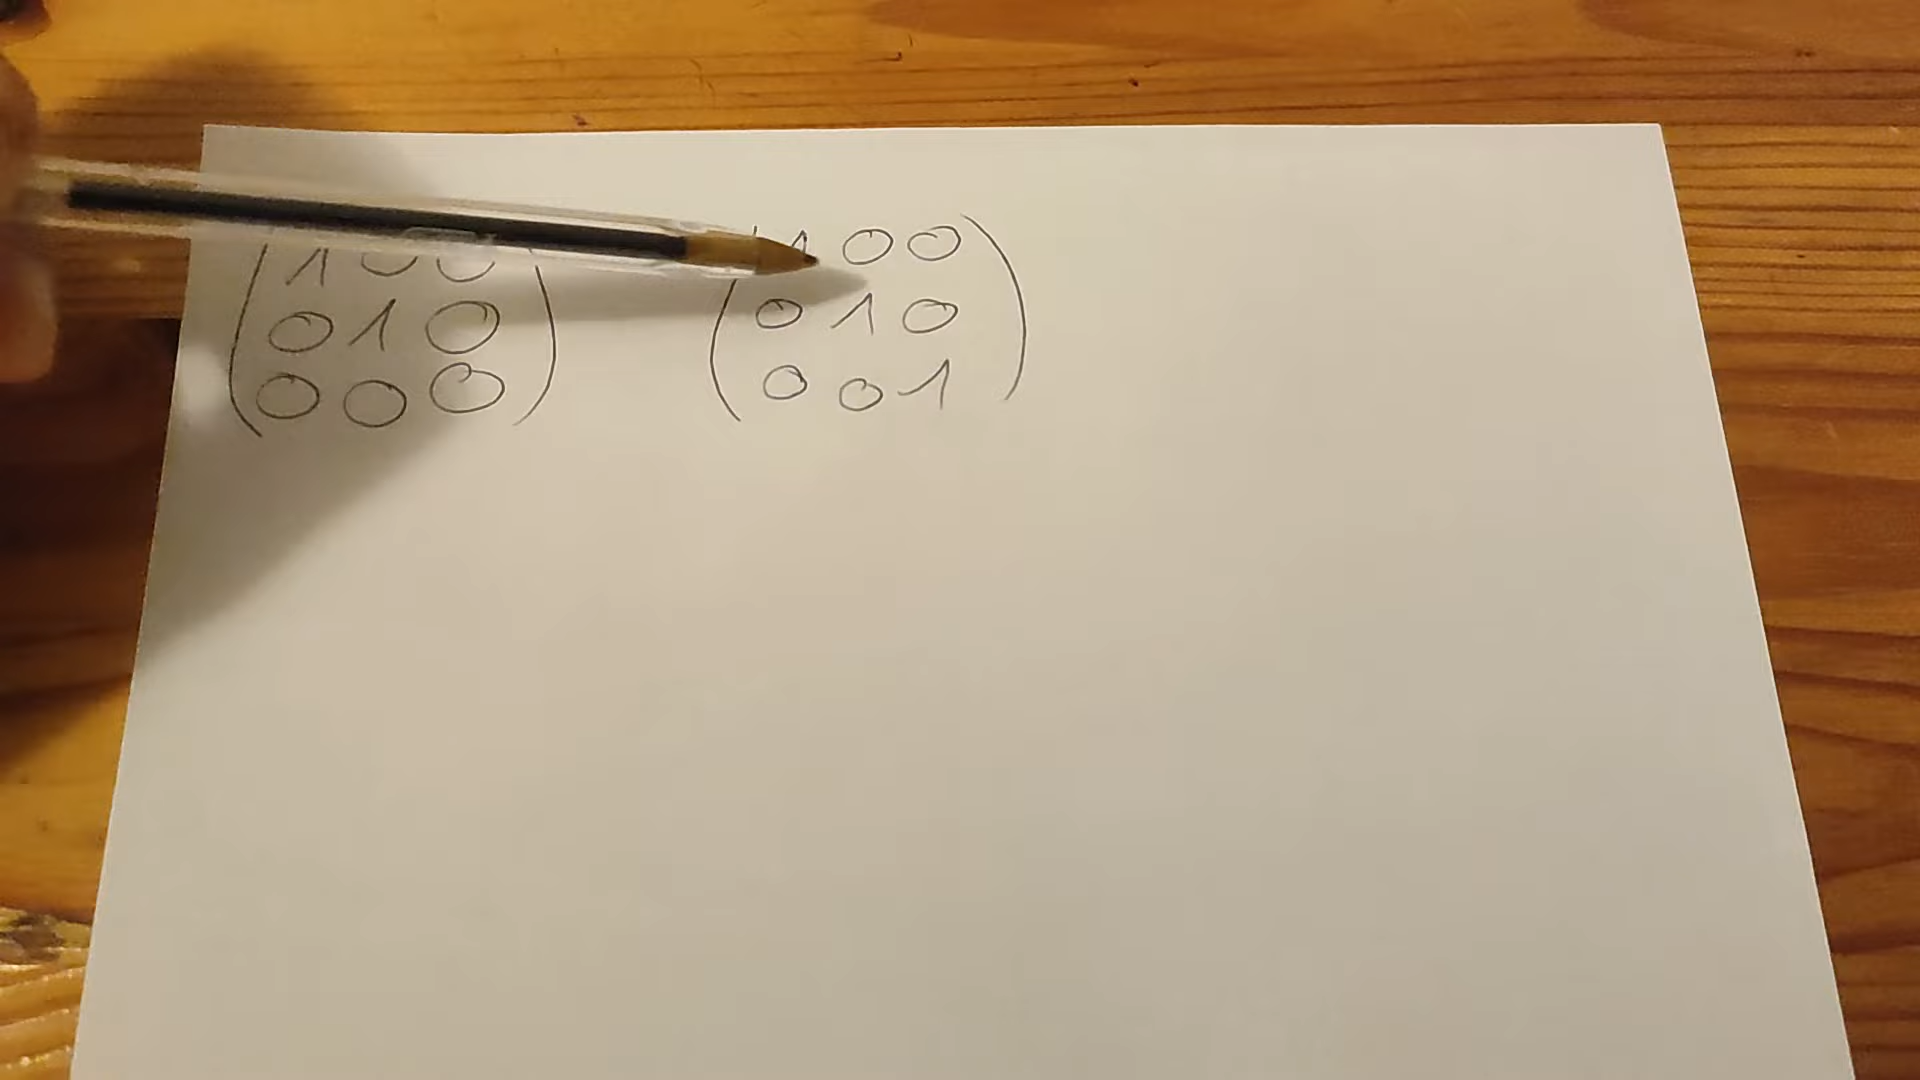 ( 1 0 0 ) ( 1 0 0 )
( 0 1 0 ) ( 0 1 0 )
( 0 0 0 ) ( 0 0 1 )